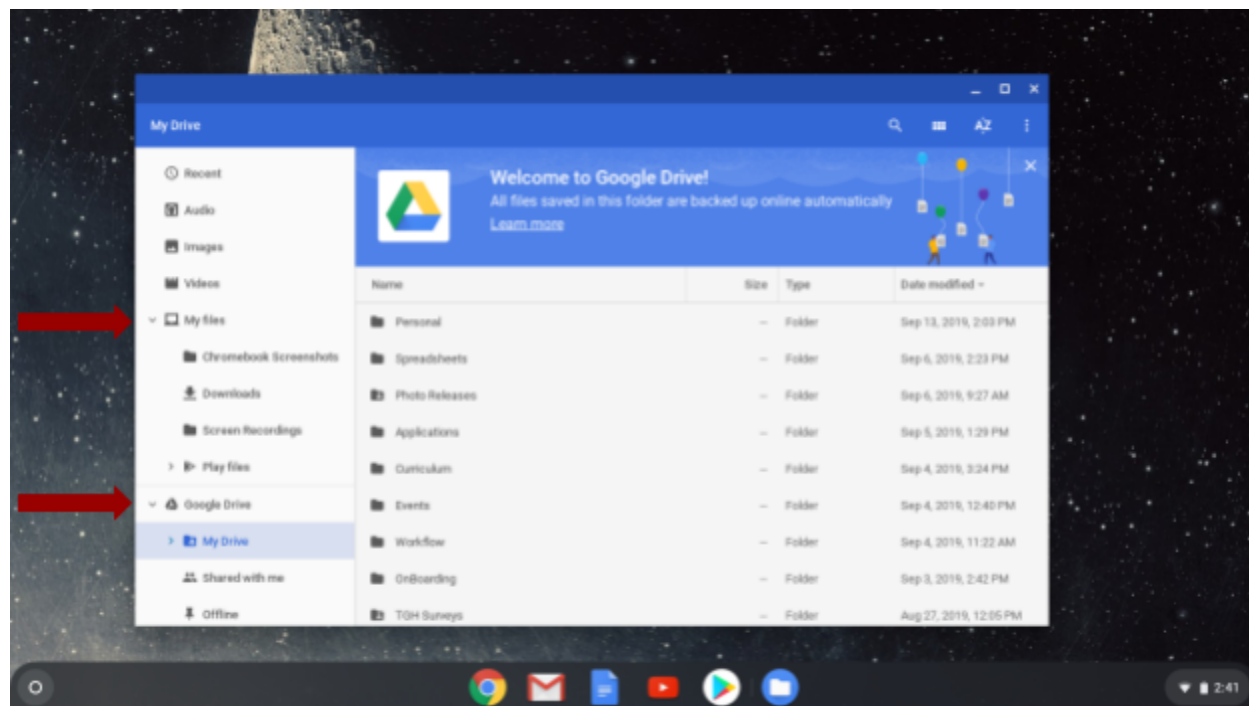 My Drive
AZ
Recent
Audio
Images
Videos
My files
Chromebook Screenshots
Downloads
Screen Recordings
Play files
Google Drive
My Drive
Shared with me
Offline
Welcome to Google Drive!
All files saved in this folder are backed up online automatically
Learn more
Name Size Type Date modified
Personal -- Folder Sep 13, 2019, 2:03 PM
Spreadsheets -- Folder Sep 6, 2019, 2:23 PM
Photo Releases -- Folder Sep 6, 2019, 9:27 AM
Applications -- Folder Sep 5, 2019, 1:29 PM
Curriculum -- Folder Sep 4, 2019, 3:24 PM
Events -- Folder Sep 4, 2019, 12:40 PM
Workflow -- Folder Sep 4, 2019, 11:22 AM
OnBoarding -- Folder Sep 3, 2019, 2:42 PM
TGH Surveys -- Folder Aug 27, 2019, 12:05 PM
2:41